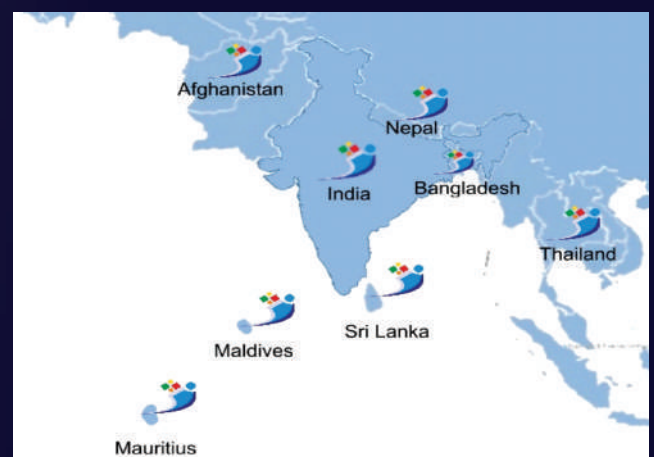 Afghanistan
Nepal
India
Bangladesh
Thailand
Sri Lanka
Maldives
Mauritius